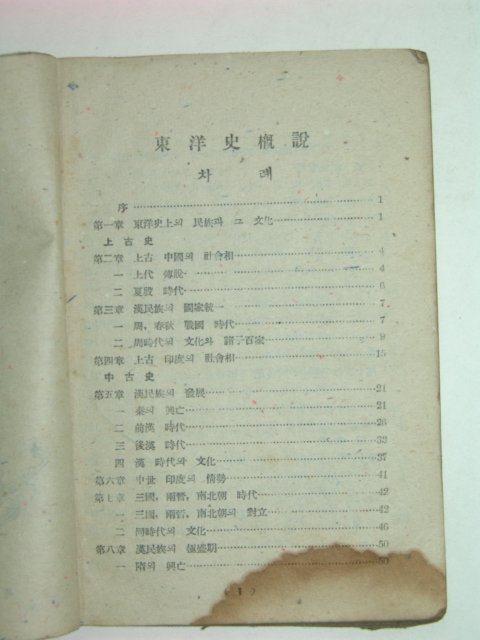 東洋史概說
차례
序 1
第一章 東洋史上의 民族과 그 文化 1
上古史
第二章 上古 中國의 社會相 4
一 上代 傳說 4
二 夏殷 時代 6
第三章 漢民族의 國家統一 7
一 周, 春秋 戰國 時代 7
二 周時代의 文化와 諸子百家 9
第四章 上古 印度의 社會相 15
中古史
第五章 漢民族의 發展 21
一 秦의 興亡 21
二 前漢 時代 26
三 後漢 時代 33
四 漢 時代의 文化 37
第六章 中世 印度의 情勢 41
第七章 三國, 兩晋, 南北朝 時代 42
一 三國, 兩晋, 南北朝의 對立 42
二 同時代의 文化 46
第八章 漢民族의 極盛期 50
一 隋의 興亡 50
( 1 )